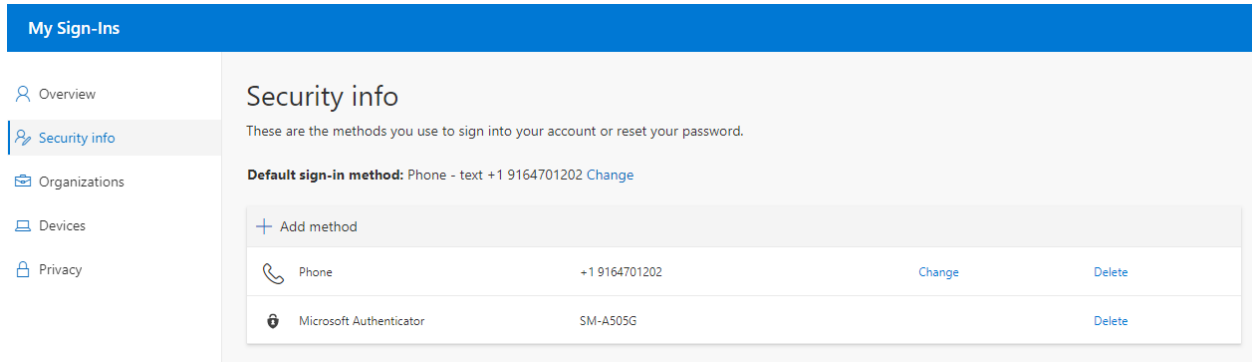 My Sign-Ins
Overview
Security info
Organizations
Devices
Privacy
Security info
These are the methods you use to sign into your account or reset your password.
Default sign-in method: Phone - text +1 9164701202 Change
Add method
Phone +1 9164701202 Change Delete
Microsoft Authenticator SM-A505G Delete